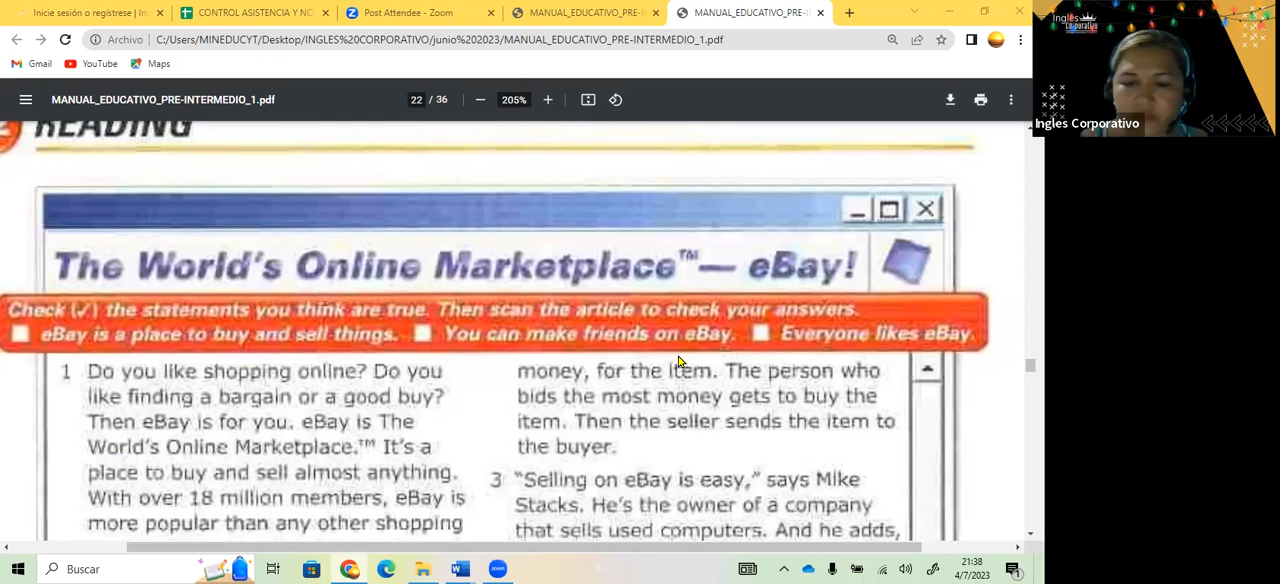 Inicie sesión o regístrese | In
CONTROL ASISTENCIA Y NO
Post Attendee - Zoom
MANUAL_EDUCATIVO_PRE-I
MANUAL_EDUCATIVO_PRE-I
Archivo
C:/Users/MINEDUCYT/Desktop/INGLES%20CORPORATIVO/junio%202023/MANUAL_EDUCATIVO_PRE-INTERMEDIO_1.pdf
Gmail
YouTube
Maps
MANUAL_EDUCATIVO_PRE-INTERMEDIO_1.pdf
22 / 36
205%
Ingles
Corporativo
Ingles Corporativo
READING
The World's Online Marketplace™— eBay!
Check (✓) the statements you think are true. Then scan the article to check your answers.
eBay is a place to buy and sell things.
You can make friends on eBay.
Everyone likes eBay.
1 Do you like shopping online? Do you
like finding a bargain or a good buy?
Then eBay is for you. eBay is The
World's Online Marketplace.™ It's a
place to buy and sell almost anything.
With over 18 million members, eBay is
more popular than any other shopping
money, for the item. The person who
bids the most money gets to buy the
item. Then the seller sends the item to
the buyer.
3 "Selling on eBay is easy," says Mike
Stacks. He's the owner of a company
that sells used computers. And he adds,
Buscar
21:38
4/7/2023